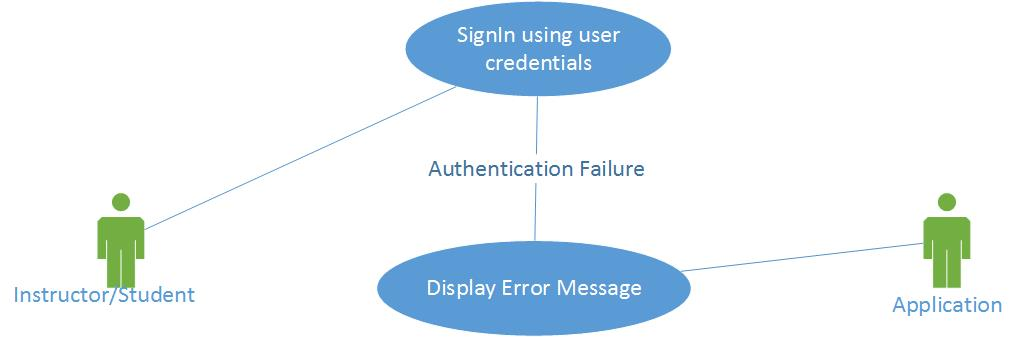 SignIn using user
credentials
Authentication Failure
Instructor/Student
Display Error Message
Application